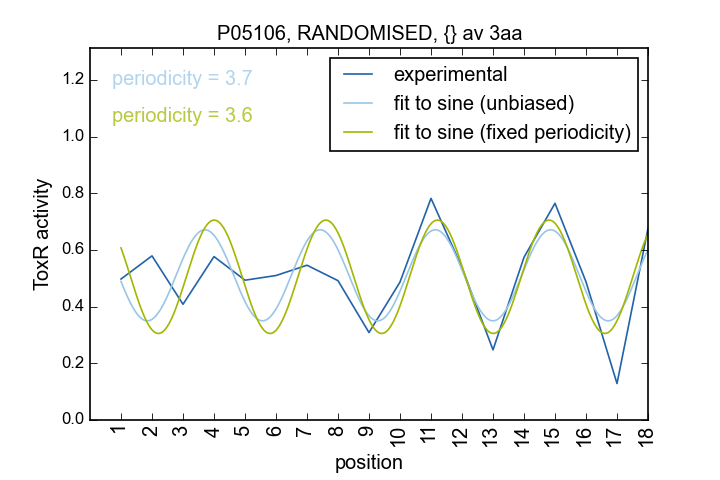 P05106, RANDOMISED, {} av 3aa
periodicity = 3.7
periodicity = 3.6
experimental
fit to sine (unbiased)
fit to sine (fixed periodicity)
ToxR activity
1.2
1.0
0.8
0.6
0.4
0.2
0.0
1 2 3 4 5 6 7 8 9 10 11 12 13 14 15 16 17 18
position